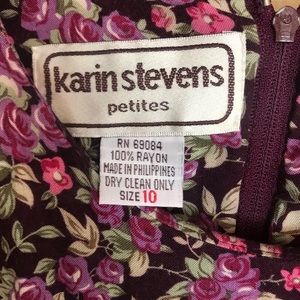 karin stevens
petites
RN 69084
100% RAYON
MADE IN PHILIPPINES
DRY CLEAN ONLY
SIZE 10